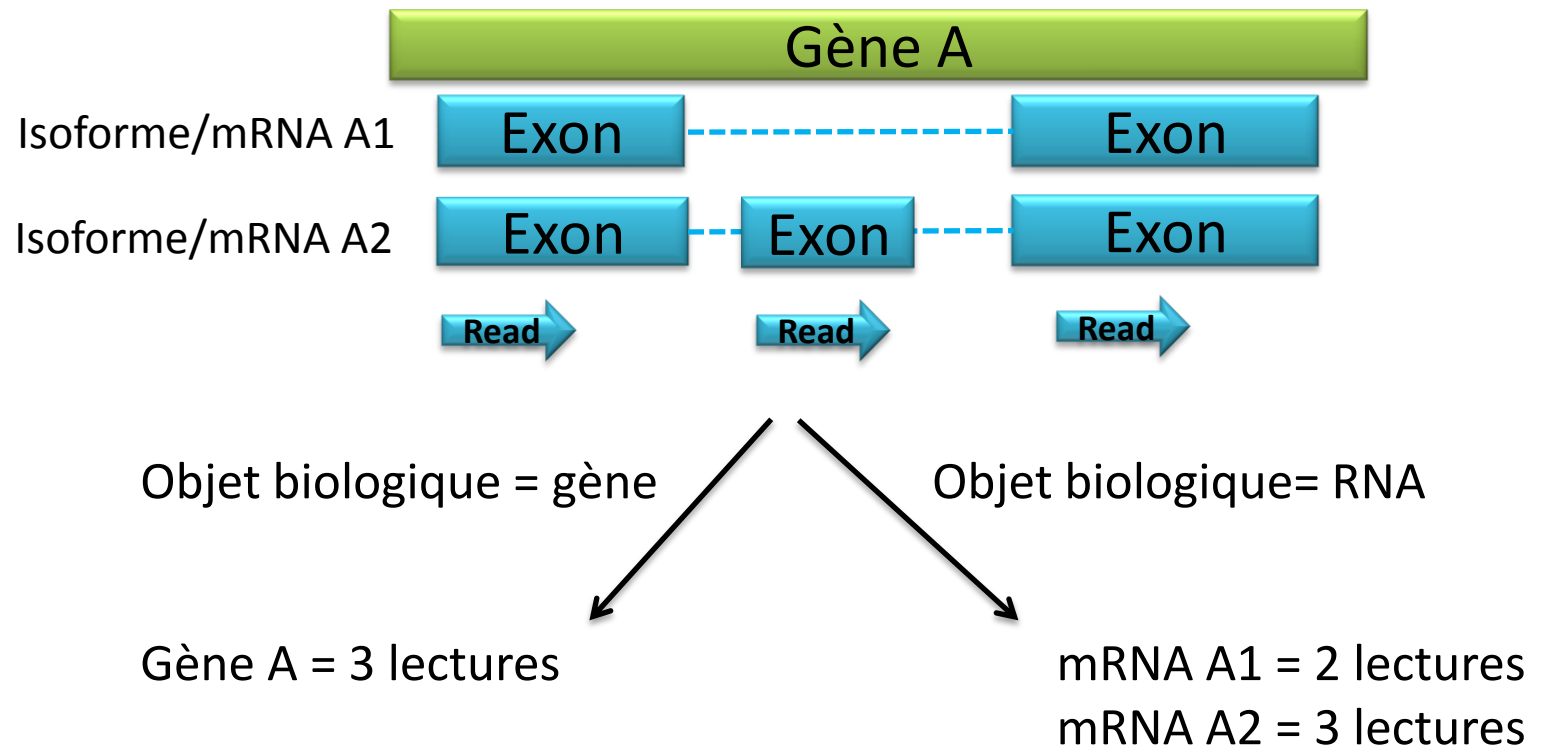 Gène A
Isoforme/mRNA A1
Exon
Exon
Isoforme/mRNA A2
Exon
Exon
Exon
Read
Read
Read
Objet biologique = gène
Objet biologique= RNA
Gène A = 3 lectures
mRNA A1 = 2 lectures
mRNA A2 = 3 lectures